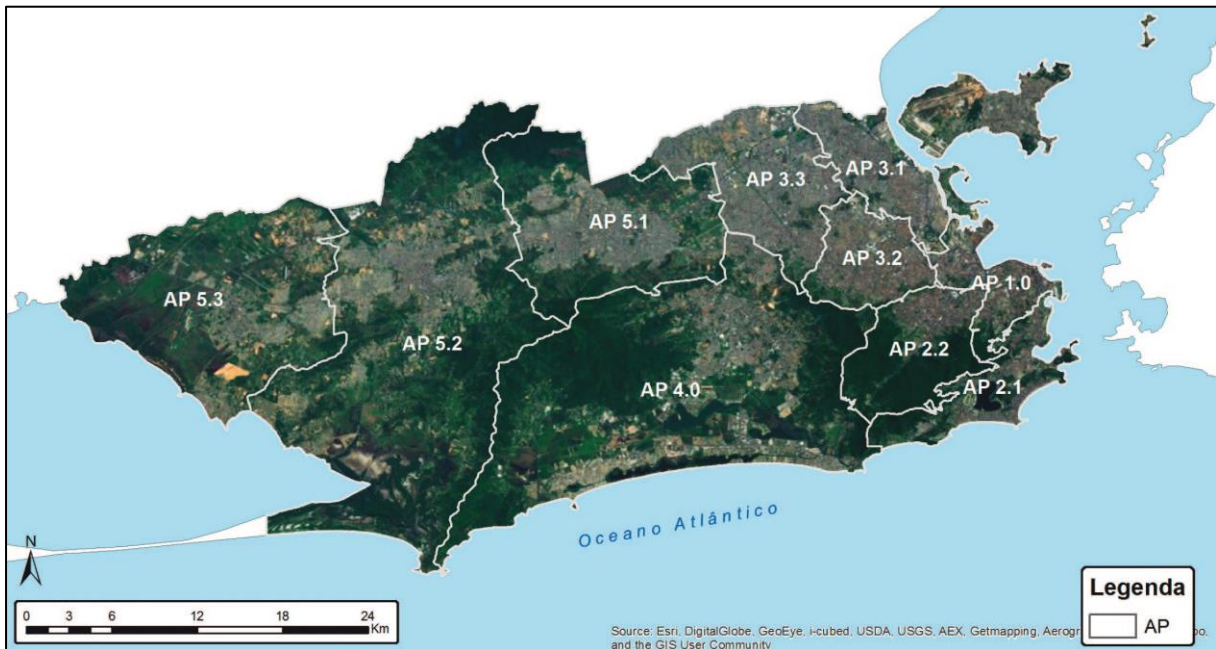 AP 3.1
AP 3.3
AP 5.1
AP 3.2
AP 1.0
AP 5.3
AP 5.2
AP 2.2
AP 4.0
AP 2.1
Oceano Atlântico
N
0 3 6 12 18 24
Km
Legenda
AP
Source: Esri, DigitalGlobe, GeoEye, i-cubed, USDA, USGS, AEX, Getmapping,
and the GIS User Community